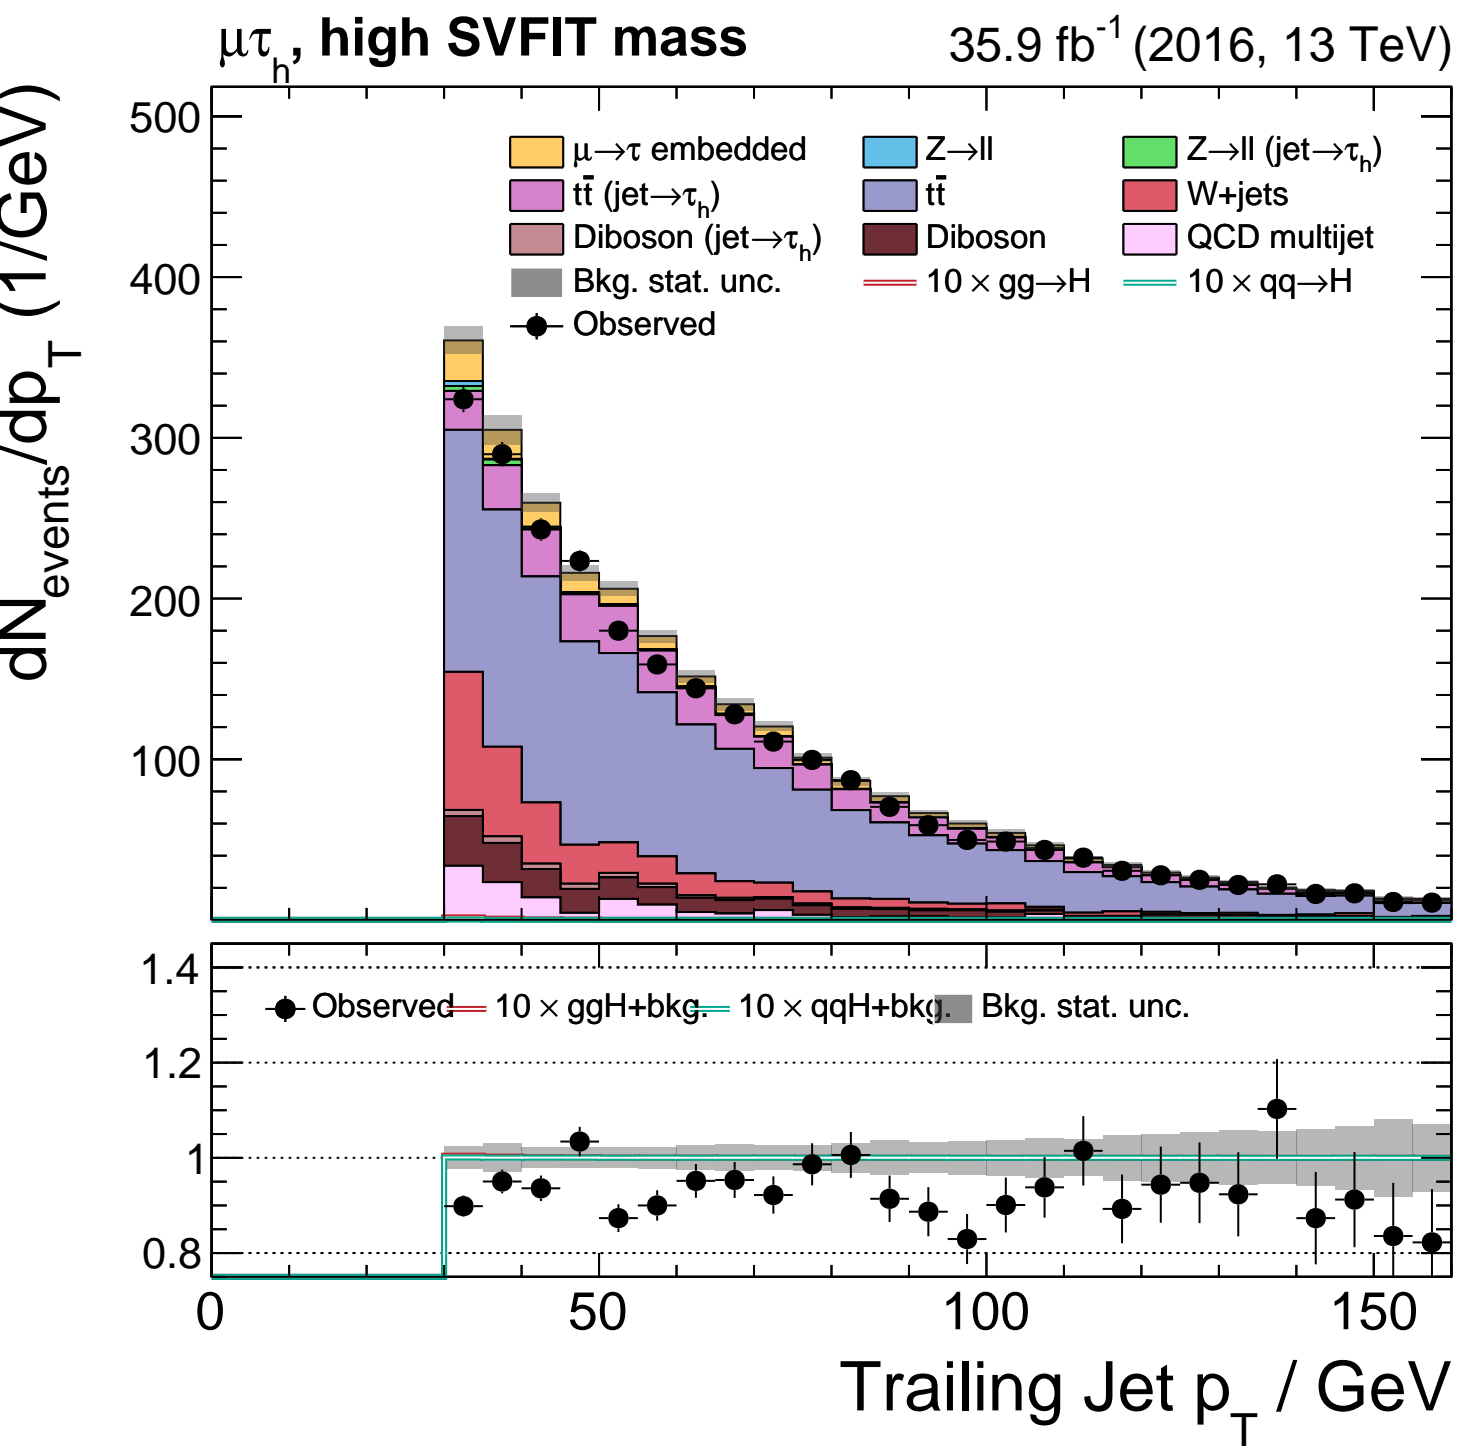 μτh, high SVFIT mass 35.9 fb-1 (2016, 13 TeV)
dNevents/dpT (1/GeV)
500
400
300
200
100
μ→τ embedded Z→ll Z→ll (jet→τh)
tt̄ (jet→τh) tt̄ W+jets
Diboson (jet→τh) Diboson QCD multijet
Bkg. stat. unc. 10 × gg→H 10 × qq→H
Observed
1.4
1.2
1
0.8
Observed 10 × ggH+bkg. 10 × qqH+bkg. Bkg. stat. unc.
0 50 100 150
Trailing Jet pT / GeV